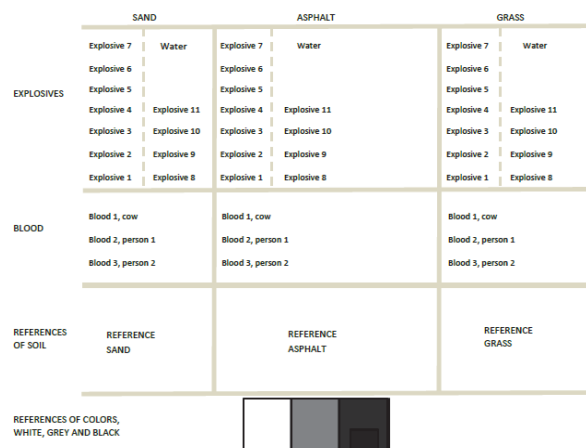 SAND ASPHALT GRASS
Explosive 7 Water Explosive 7 Water Explosive 7 Water
Explosive 6 Explosive 6 Explosive 6
Explosive 5 Explosive 5 Explosive 5
EXPLOSIVES
Explosive 4 Explosive 11 Explosive 4 Explosive 11 Explosive 4 Explosive 11
Explosive 3 Explosive 10 Explosive 3 Explosive 10 Explosive 3 Explosive 10
Explosive 2 Explosive 9 Explosive 2 Explosive 9 Explosive 2 Explosive 9
Explosive 1 Explosive 8 Explosive 1 Explosive 8 Explosive 1 Explosive 8
Blood 1, cow Blood 1, cow Blood 1, cow
BLOOD
Blood 2, person 1 Blood 2, person 1 Blood 2, person 1
Blood 3, person 2 Blood 3, person 2 Blood 3, person 2
REFERENCES
OF SOIL
REFERENCE
SAND
REFERENCE
ASPHALT
REFERENCE
GRASS
REFERENCES OF COLORS,
WHITE, GREY AND BLACK